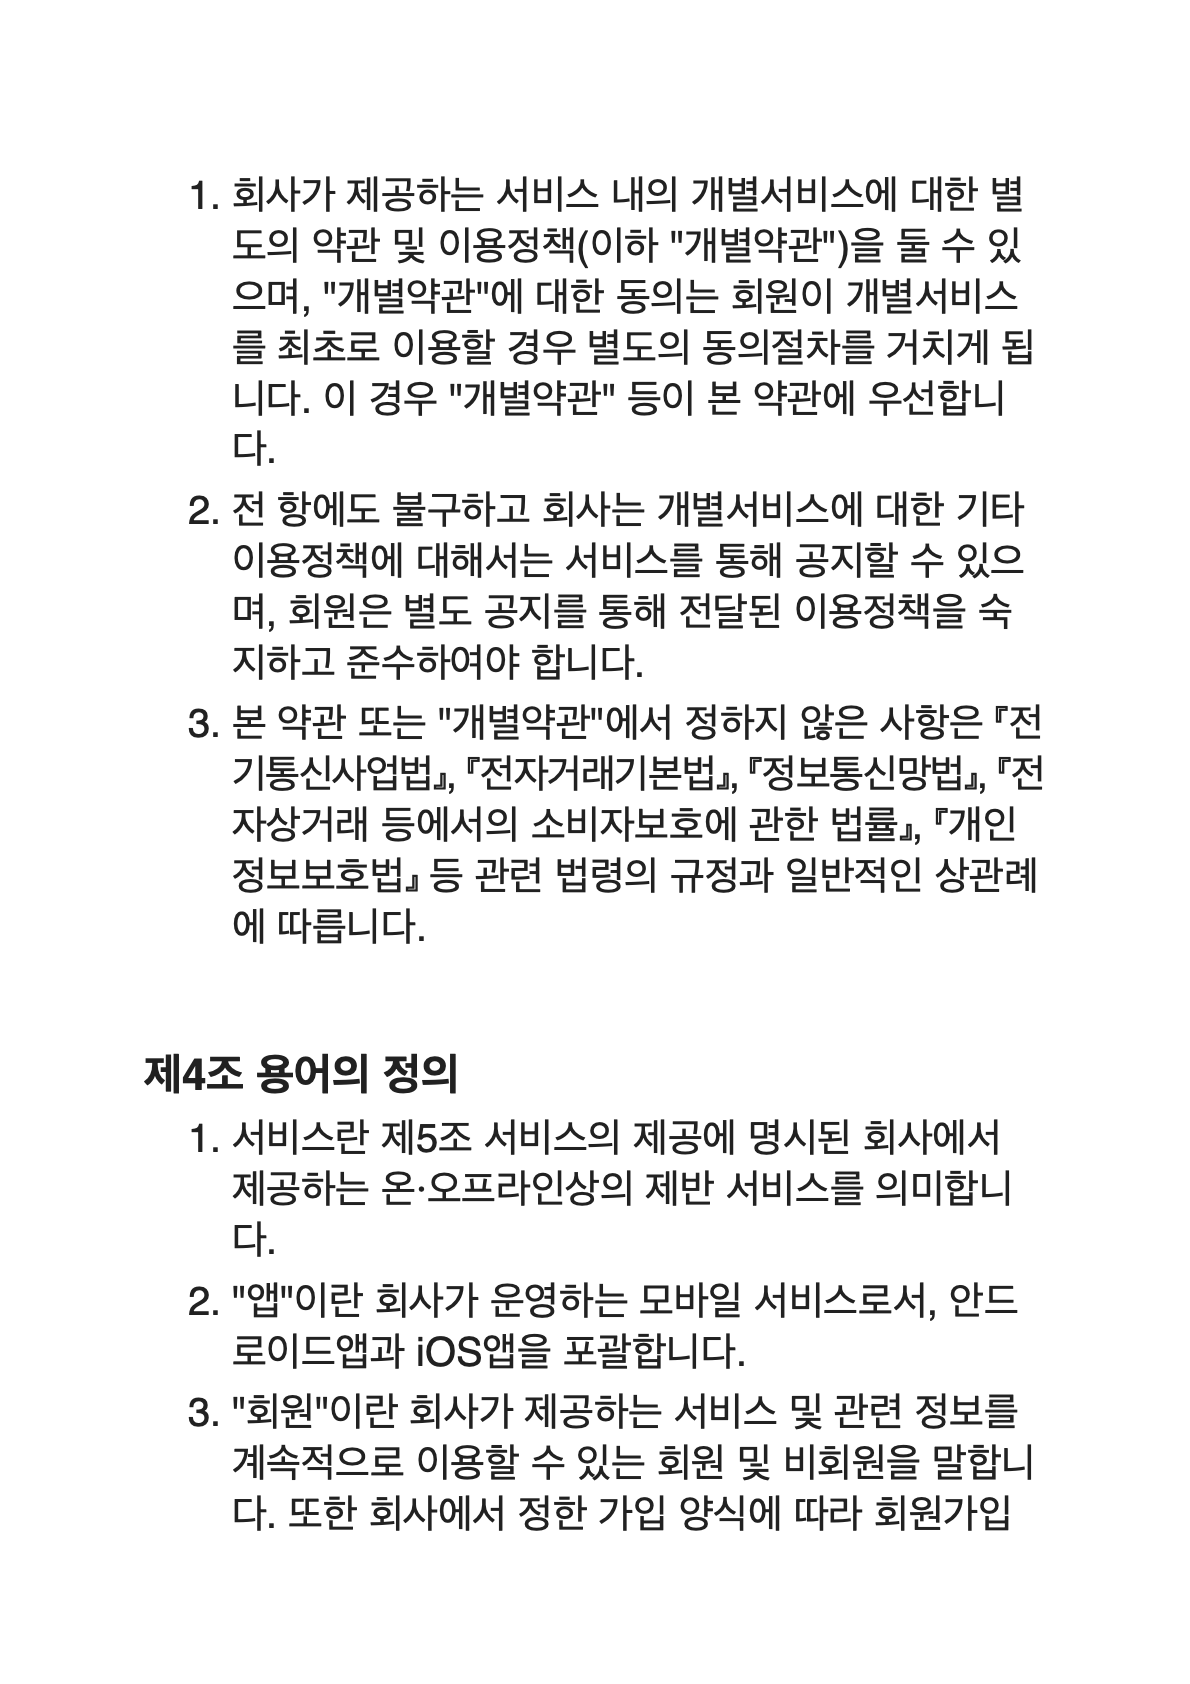 1. 회사가 제공하는 서비스 내의 개별서비스에 대한 별
도의 약관 및 이용정책(이하 "개별약관")을 둘 수 있
으며, "개별약관"에 대한 동의는 회원이 개별서비스
를 최초로 이용할 경우 별도의 동의절차를 거치게 됩
니다. 이 경우 "개별약관" 등이 본 약관에 우선합니
다.
2. 전 항에도 불구하고 회사는 개별서비스에 대한 기타
이용정책에 대해서는 서비스를 통해 공지할 수 있으
며, 회원은 별도 공지를 통해 전달된 이용정책을 숙
지하고 준수하여야 합니다.
3. 본 약관 또는 "개별약관"에서 정하지 않은 사항은『전
기통신사업법』,『전자거래기본법』,『정보통신망법』,『전
자상거래 등에서의 소비자보호에 관한 법률』,『개인
정보보호법』등 관련 법령의 규정과 일반적인 상관례
에 따릅니다.
제4조 용어의 정의
1. 서비스란 제5조 서비스의 제공에 명시된 회사에서
제공하는 온·오프라인상의 제반 서비스를 의미합니
다.
2. "앱"이란 회사가 운영하는 모바일 서비스로서, 안드
로이드앱과 iOS앱을 포괄합니다.
3. "회원"이란 회사가 제공하는 서비스 및 관련 정보를
계속적으로 이용할 수 있는 회원 및 비회원을 말합니
다. 또한 회사에서 정한 가입 양식에 따라 회원가입